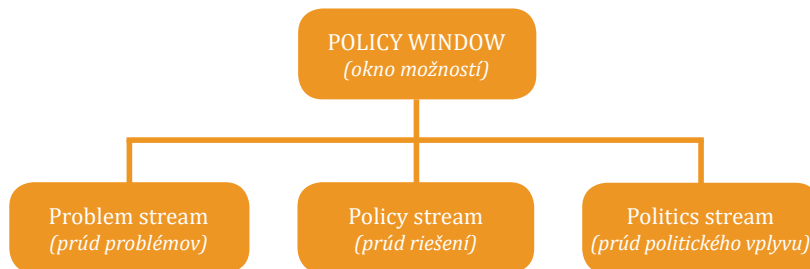 POLICY WINDOW
(okno možností)
Problem stream
(prúd problémov)
Policy stream
(prúd riešení)
Politics stream
(prúd politického vplyvu)